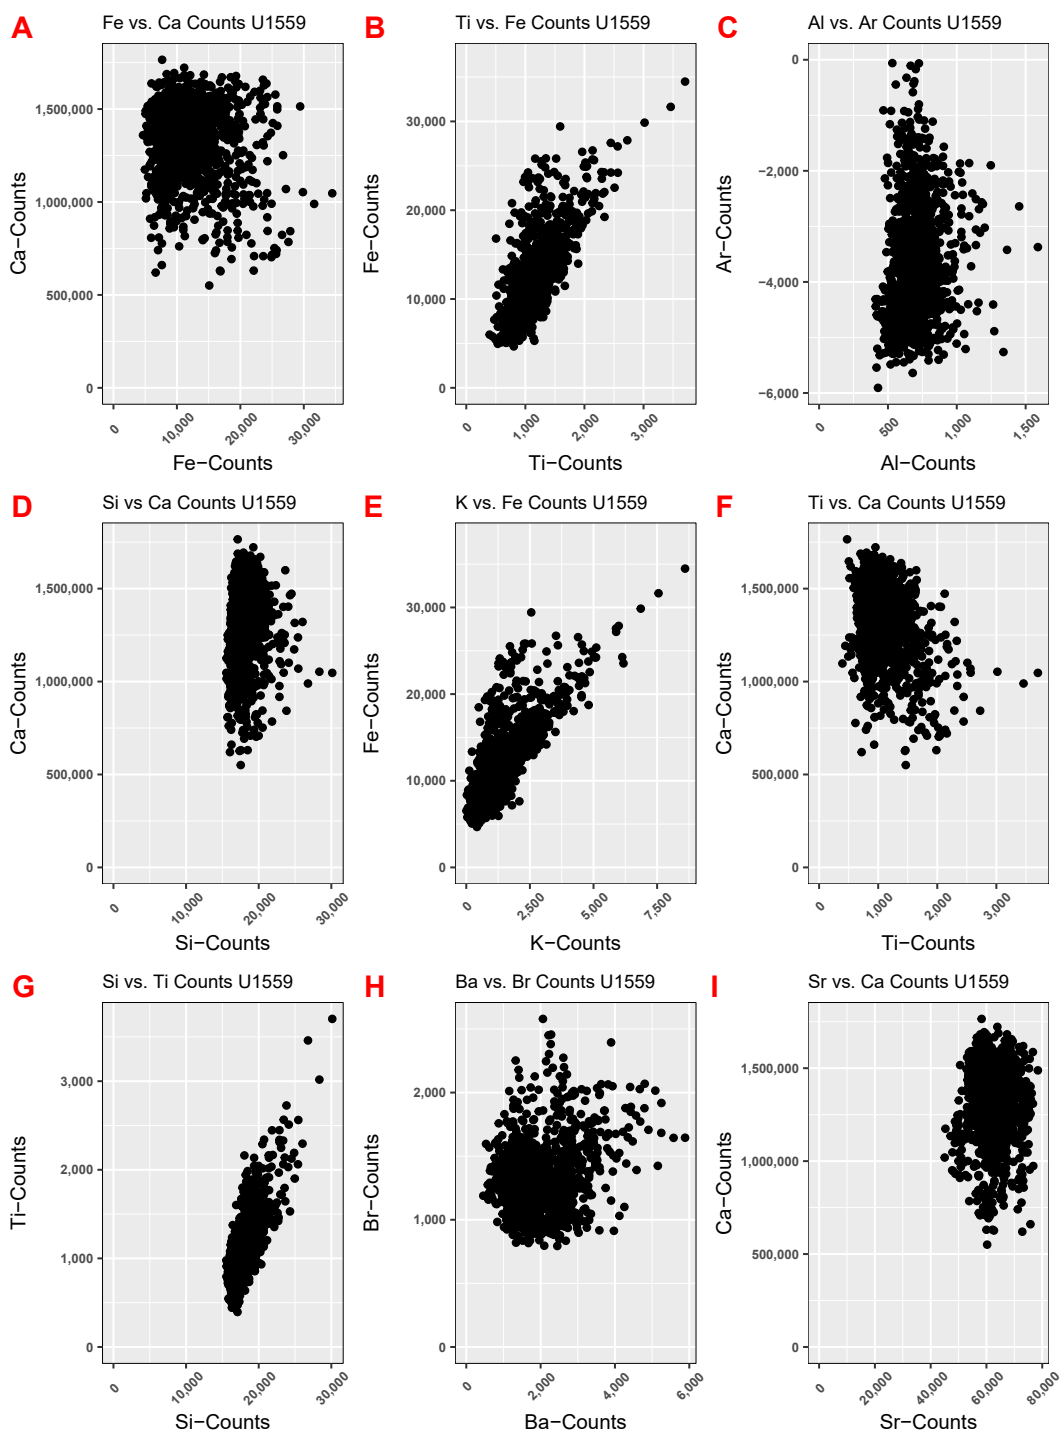 A
Fe vs. Ca Counts U1559
Ca−Counts
1,500,000
1,000,000
500,000
0
0
10,000
20,000
30,000
Fe−Counts
B
Ti vs. Fe Counts U1559
Fe−Counts
30,000
20,000
10,000
0
0
1,000
2,000
3,000
Ti−Counts
C
Al vs. Ar Counts U1559
Ar−Counts
0
−2,000
−4,000
−6,000
0
500
1,000
1,500
Al−Counts
D
Si vs Ca Counts U1559
Ca−Counts
1,500,000
1,000,000
500,000
0
0
10,000
20,000
30,000
Si−Counts
E
K vs. Fe Counts U1559
Fe−Counts
30,000
20,000
10,000
0
0
2,500
5,000
7,500
K−Counts
F
Ti vs. Ca Counts U1559
Ca−Counts
1,500,000
1,000,000
500,000
0
0
1,000
2,000
3,000
Ti−Counts
G
Si vs. Ti Counts U1559
Ti−Counts
3,000
2,000
1,000
0
0
10,000
20,000
30,000
Si−Counts
H
Ba vs. Br Counts U1559
Br−Counts
2,000
1,000
0
0
2,000
4,000
6,000
Ba−Counts
I
Sr vs. Ca Counts U1559
Ca−Counts
1,500,000
1,000,000
500,000
0
0
20,000
40,000
60,000
80,000
Sr−Counts